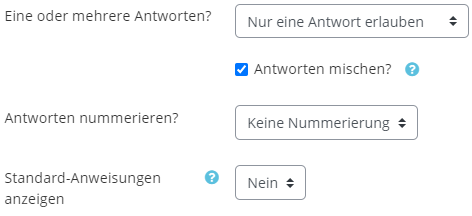 Eine oder mehrere Antworten?
Nur eine Antwort erlauben
Antworten mischen?
Antworten nummerieren?
Keine Nummerierung
Standard-Anweisungen
anzeigen
Nein